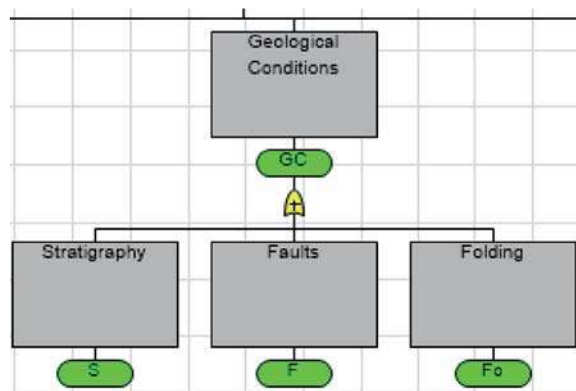 Geological
Conditions
GC
+
Stratigraphy
Faults
Folding
S
F
Fo